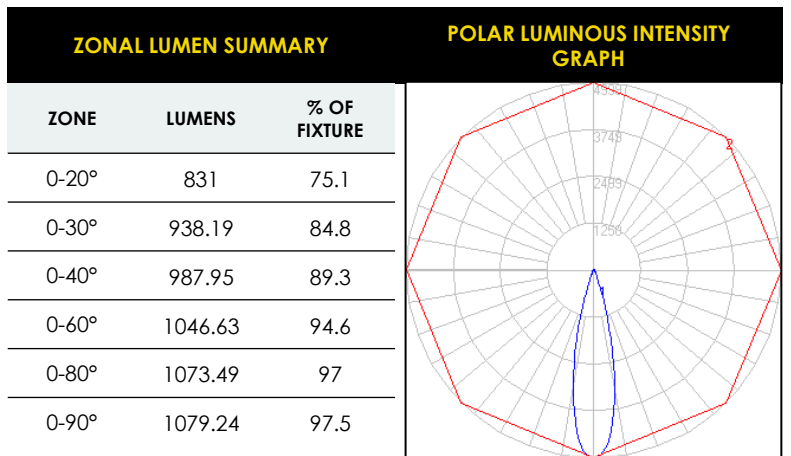 ZONAL LUMEN SUMMARY
POLAR LUMINOUS INTENSITY
GRAPH
ZONE LUMENS % OF
FIXTURE
0-20° 831 75.1
0-30° 938.19 84.8
0-40° 987.95 89.3
0-60° 1046.63 94.6
0-80° 1073.49 97
0-90° 1079.24 97.5
3749
2499
1250
2
1